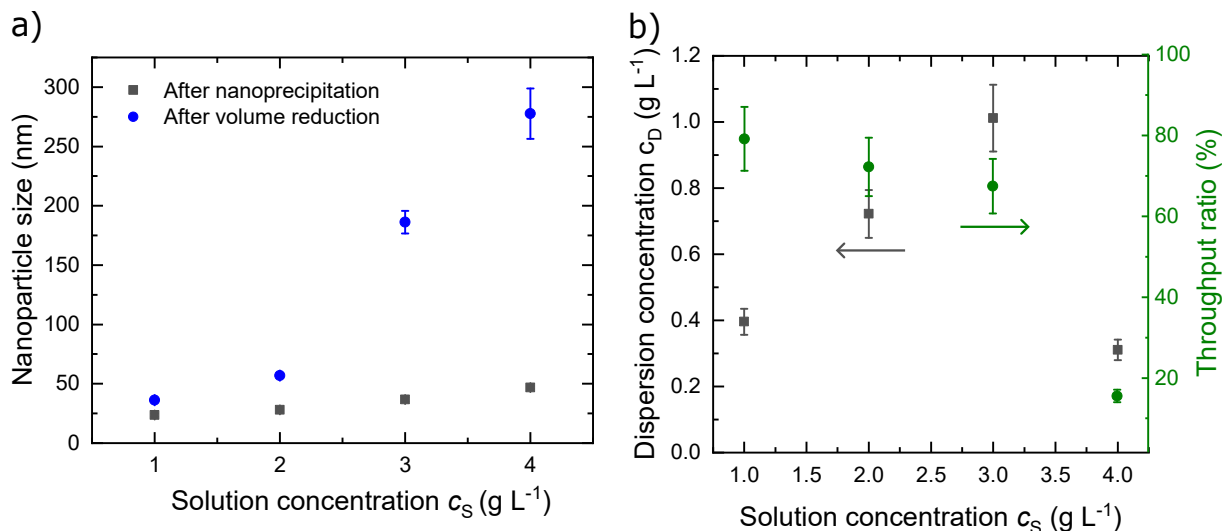 a)
300
250
200
150
100
50
0
Nanoparticle size (nm)
After nanoprecipitation
After volume reduction
1 2 3 4
Solution concentration cS (g L-1)
b)
1.2
1.0
0.8
0.6
0.4
0.2
0.0
Dispersion concentration cD (g L-1)
100
80
60
40
20
Throughput ratio (%)
1.0 1.5 2.0 2.5 3.0 3.5 4.0
Solution concentration cS (g L-1)